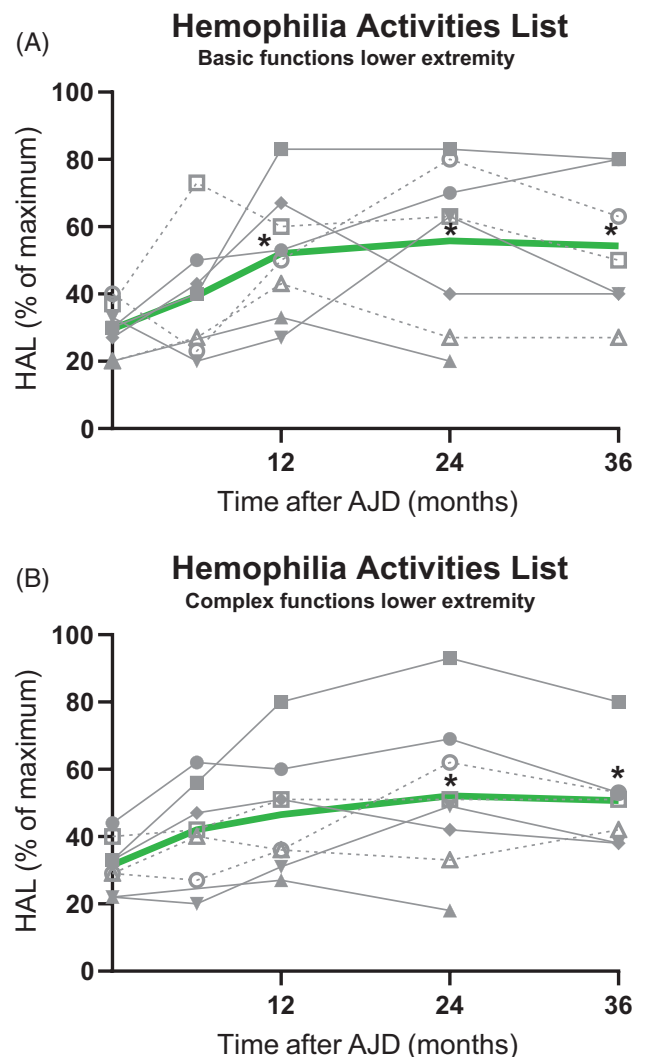 (A)
Hemophilia Activities List
Basic functions lower extremity
HAL (% of maximum)
100
80
60
40
20
0
*
*
*
12
24
36
Time after AJD (months)
(B)
Hemophilia Activities List
Complex functions lower extremity
HAL (% of maximum)
100
80
60
40
20
0
*
*
12
24
36
Time after AJD (months)